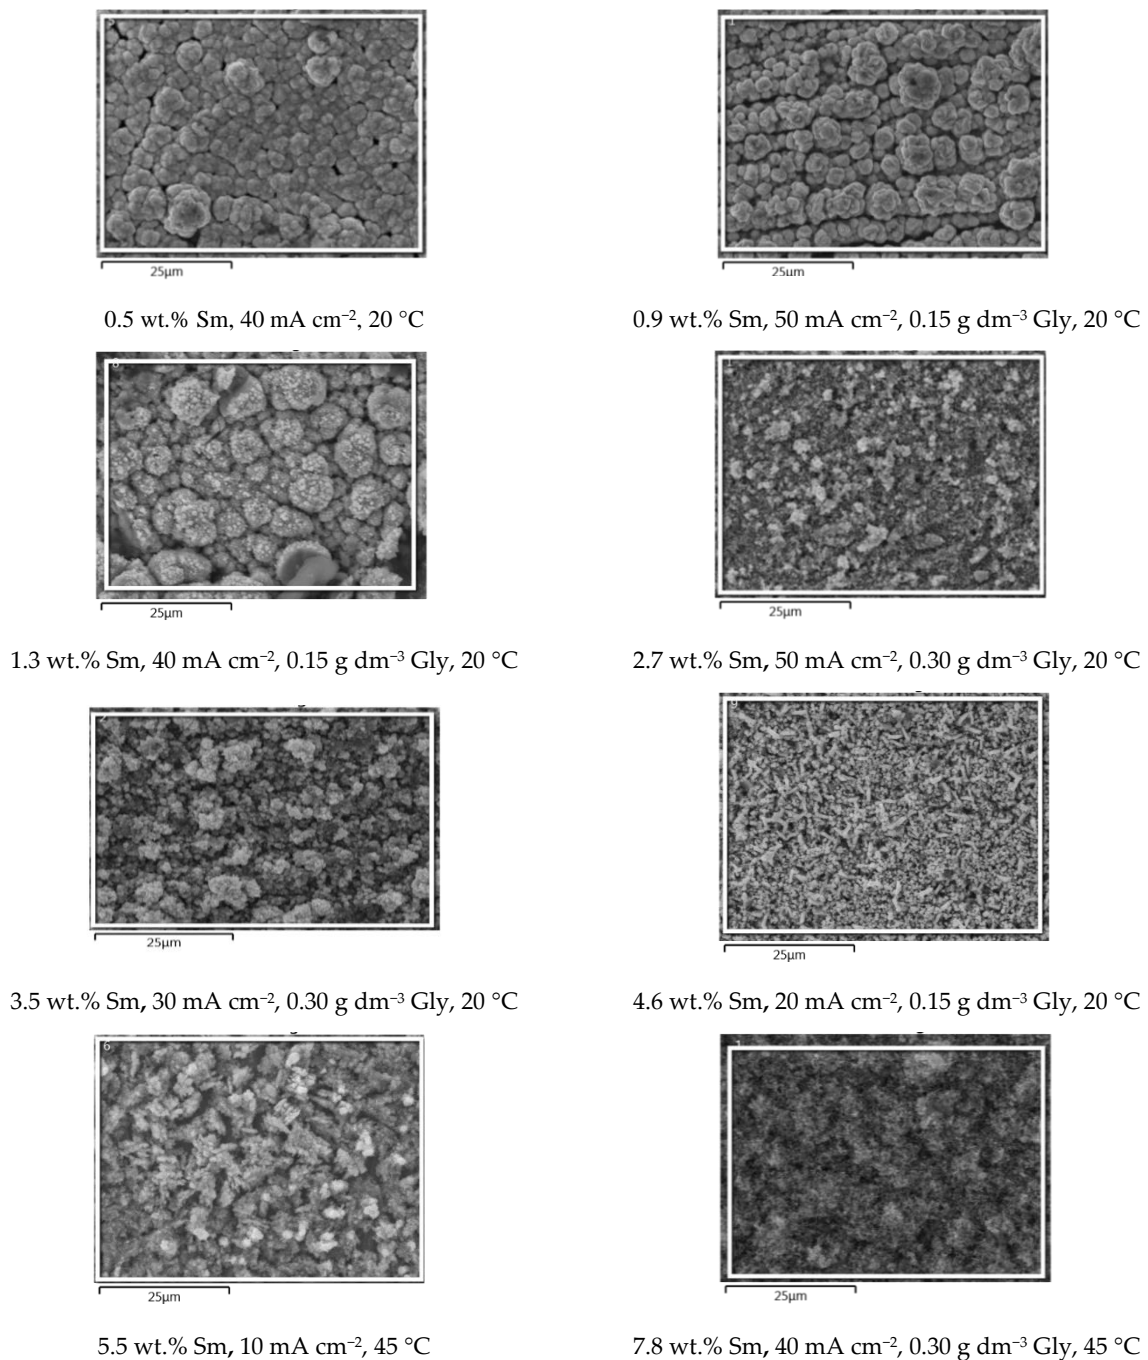 25μm 25μm
0.5 wt.% Sm, 40 mA cm⁻², 20 °C 0.9 wt.% Sm, 50 mA cm⁻², 0.15 g dm⁻³ Gly, 20 °C
25μm 25μm
1.3 wt.% Sm, 40 mA cm⁻², 0.15 g dm⁻³ Gly, 20 °C 2.7 wt.% Sm, 50 mA cm⁻², 0.30 g dm⁻³ Gly, 20 °C
25μm 25μm
3.5 wt.% Sm, 30 mA cm⁻², 0.30 g dm⁻³ Gly, 20 °C 4.6 wt.% Sm, 20 mA cm⁻², 0.15 g dm⁻³ Gly, 20 °C
6
25μm 25μm
5.5 wt.% Sm, 10 mA cm⁻², 45 °C 7.8 wt.% Sm, 40 mA cm⁻², 0.30 g dm⁻³ Gly, 45 °C